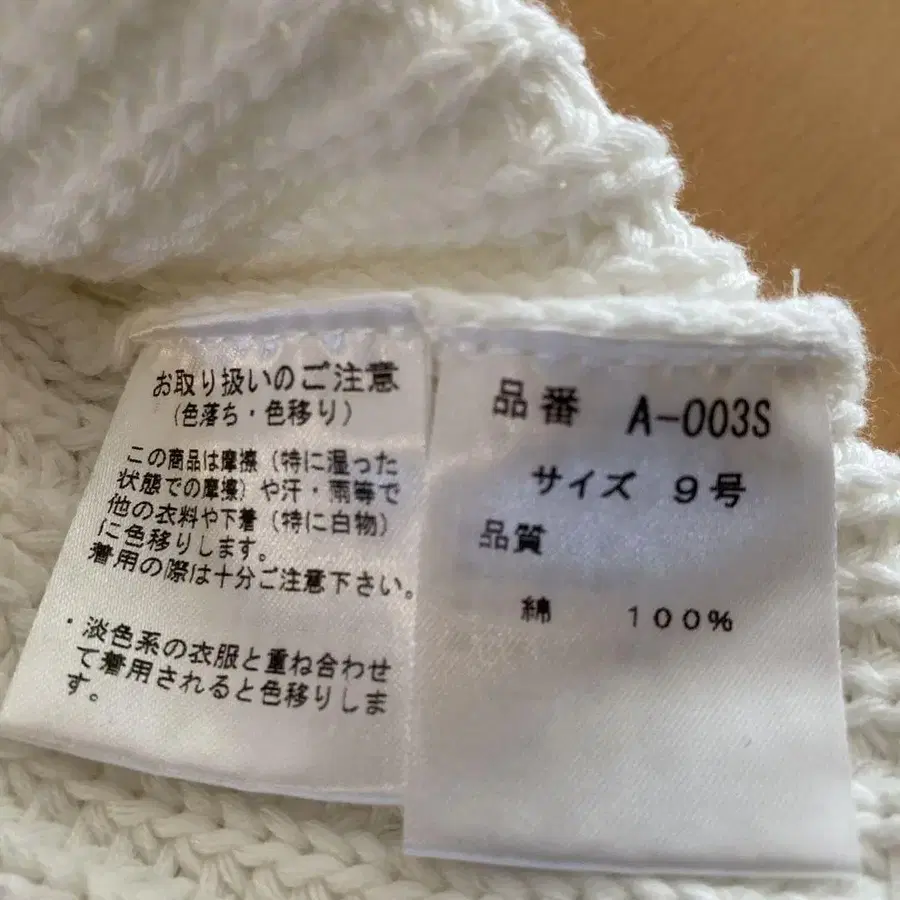 お取り扱いのご注意
(色落ち・色移り)
この商品は摩擦(特に湿った
状態での摩擦)や汗・雨等で
他の衣料や下着(特に白物)
に色移りします。
着用の際は十分ご注意下さい。
・淡色系の衣服と重ね合わせ
て着用されると色移りしま
す。
品番 A-003S
サイズ 9号
品質
綿 100%